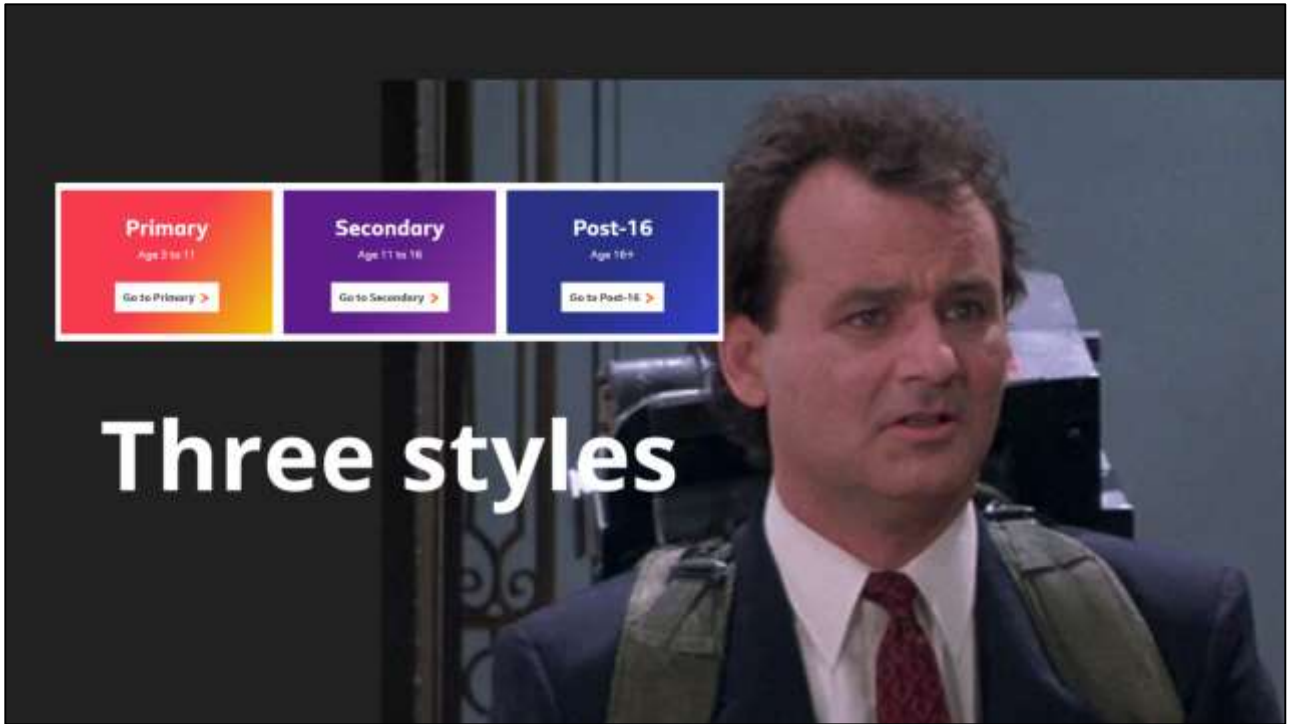 Primary
Age 3 to 11
Go to Primary >
Secondary
Age 11 to 16
Go to Secondary >
Post-16
Age 16+
Go to Post-16 >
Three styles